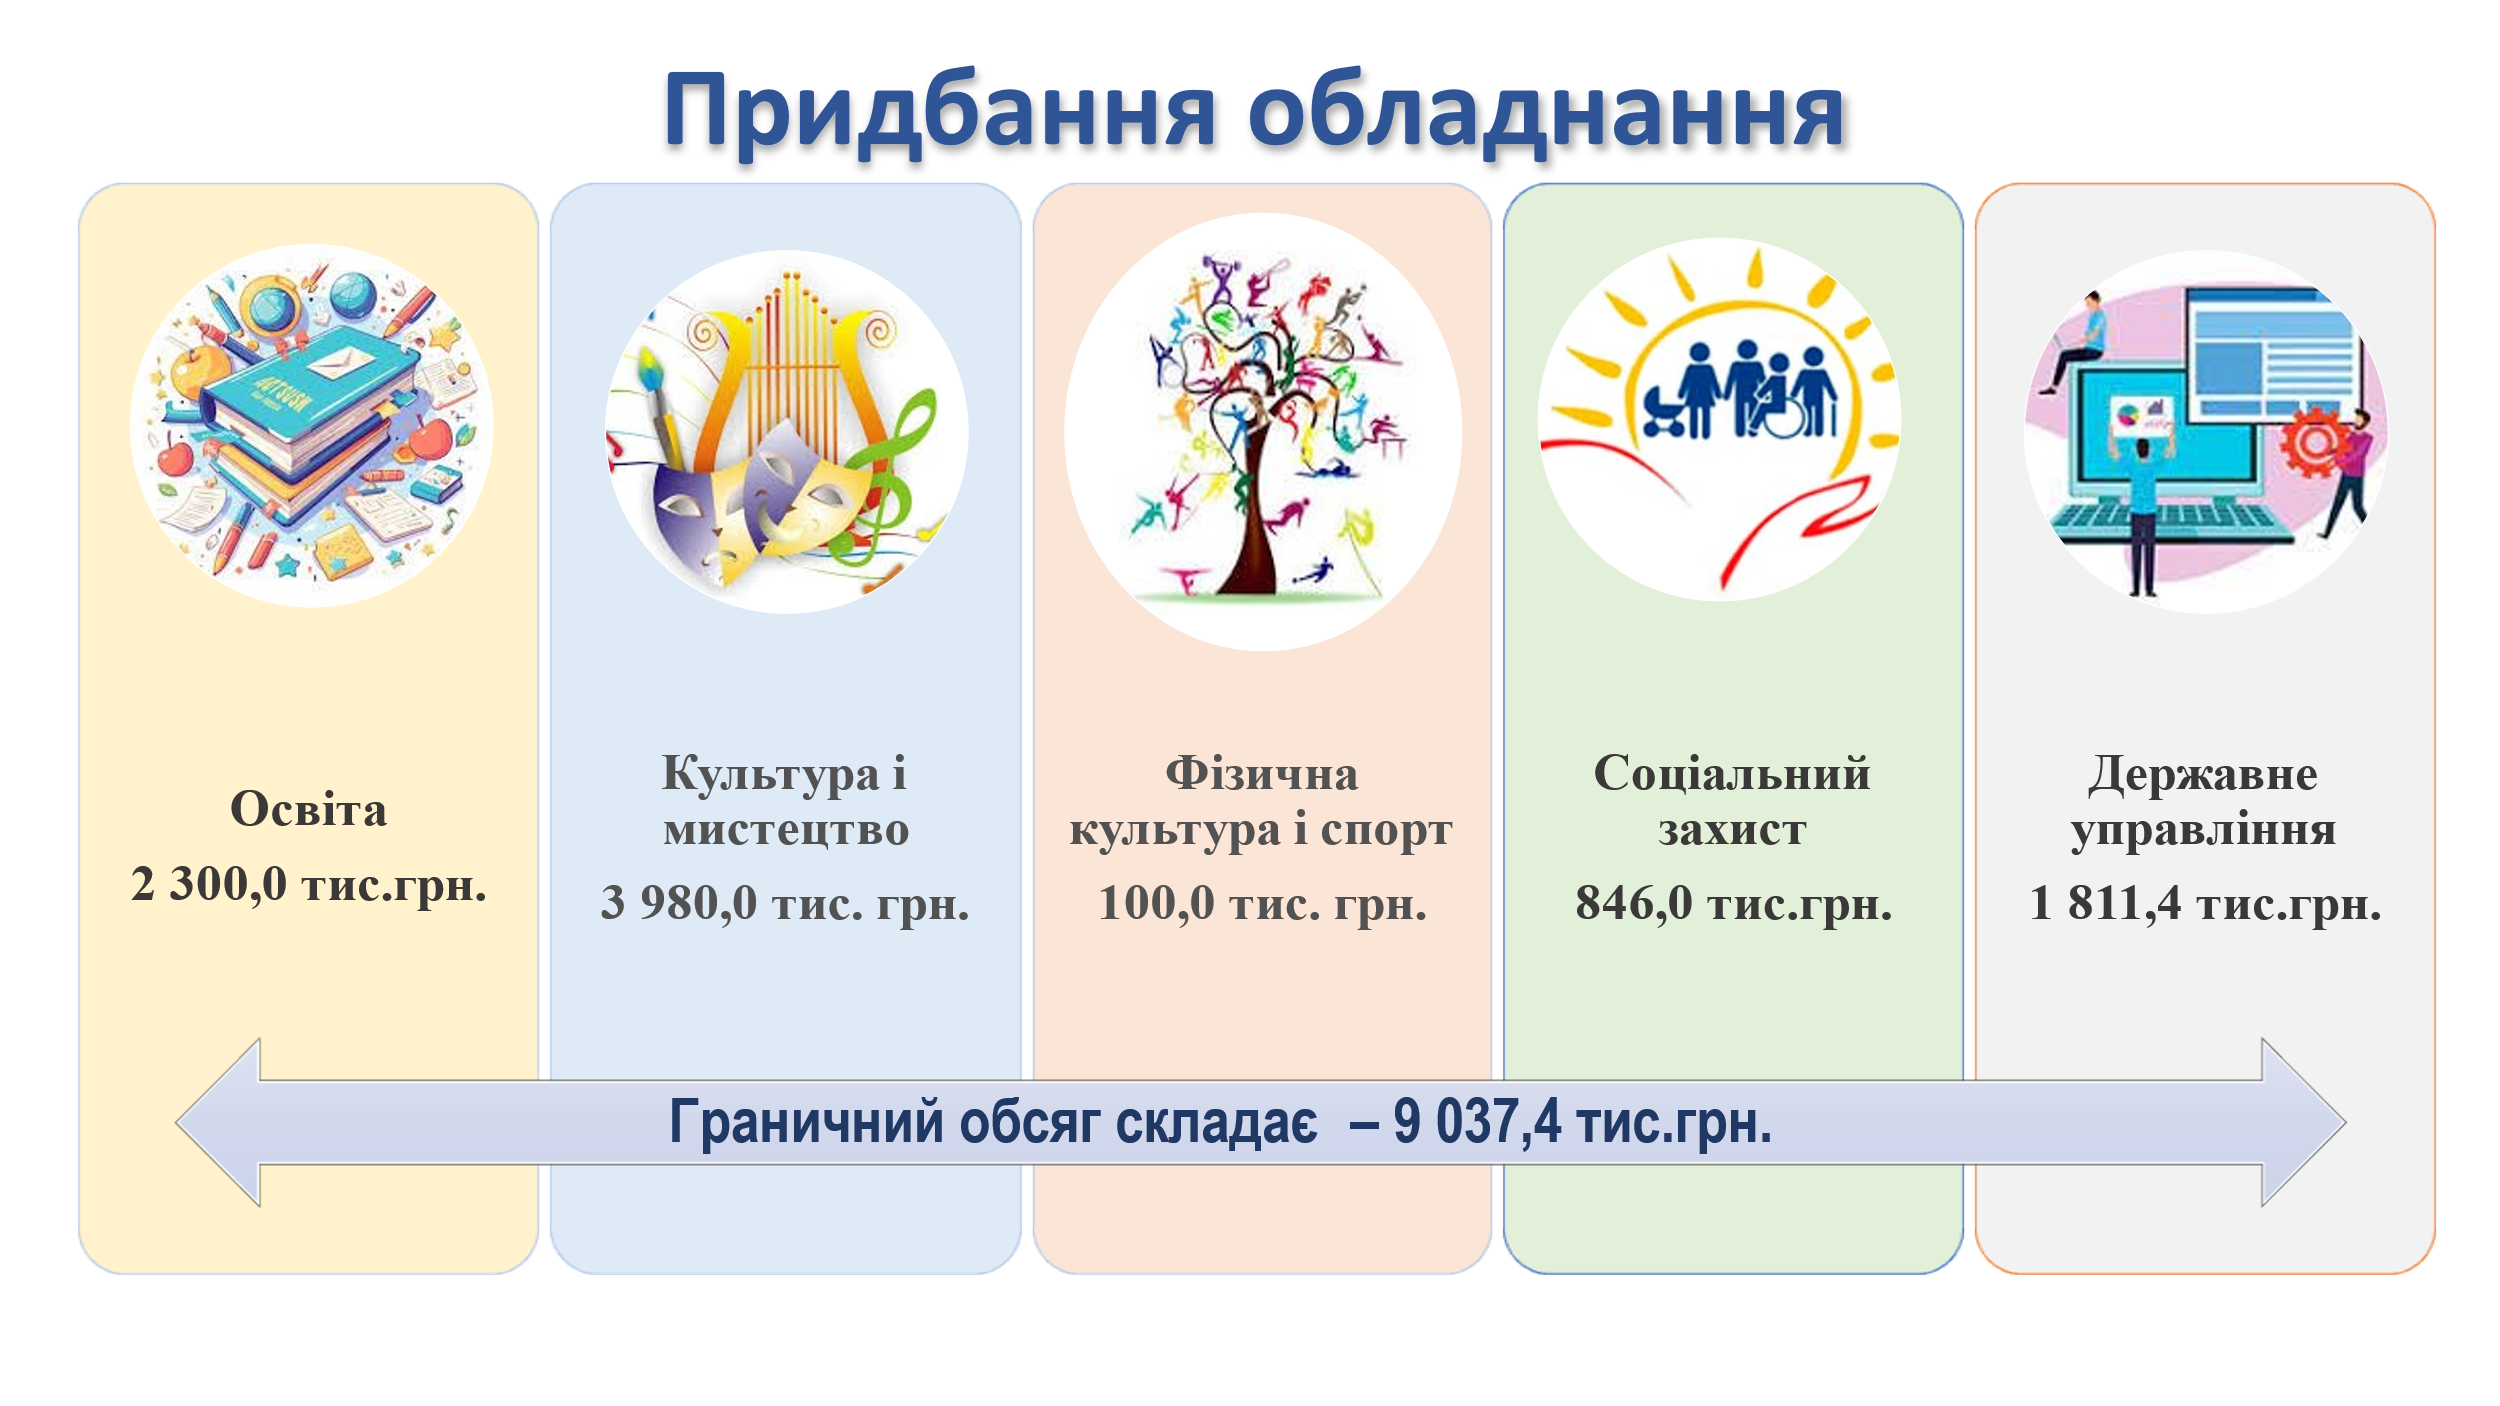 Придбання обладнання
Освіта
2 300,0 тис.грн.
Культура і
мистецтво
3 980,0 тис. грн.
Фізична
культура і спорт
100,0 тис. грн.
Соціальний
захист
846,0 тис.грн.
Державне
управління
1 811,4 тис.грн.
Граничний обсяг складає – 9 037,4 тис.грн.